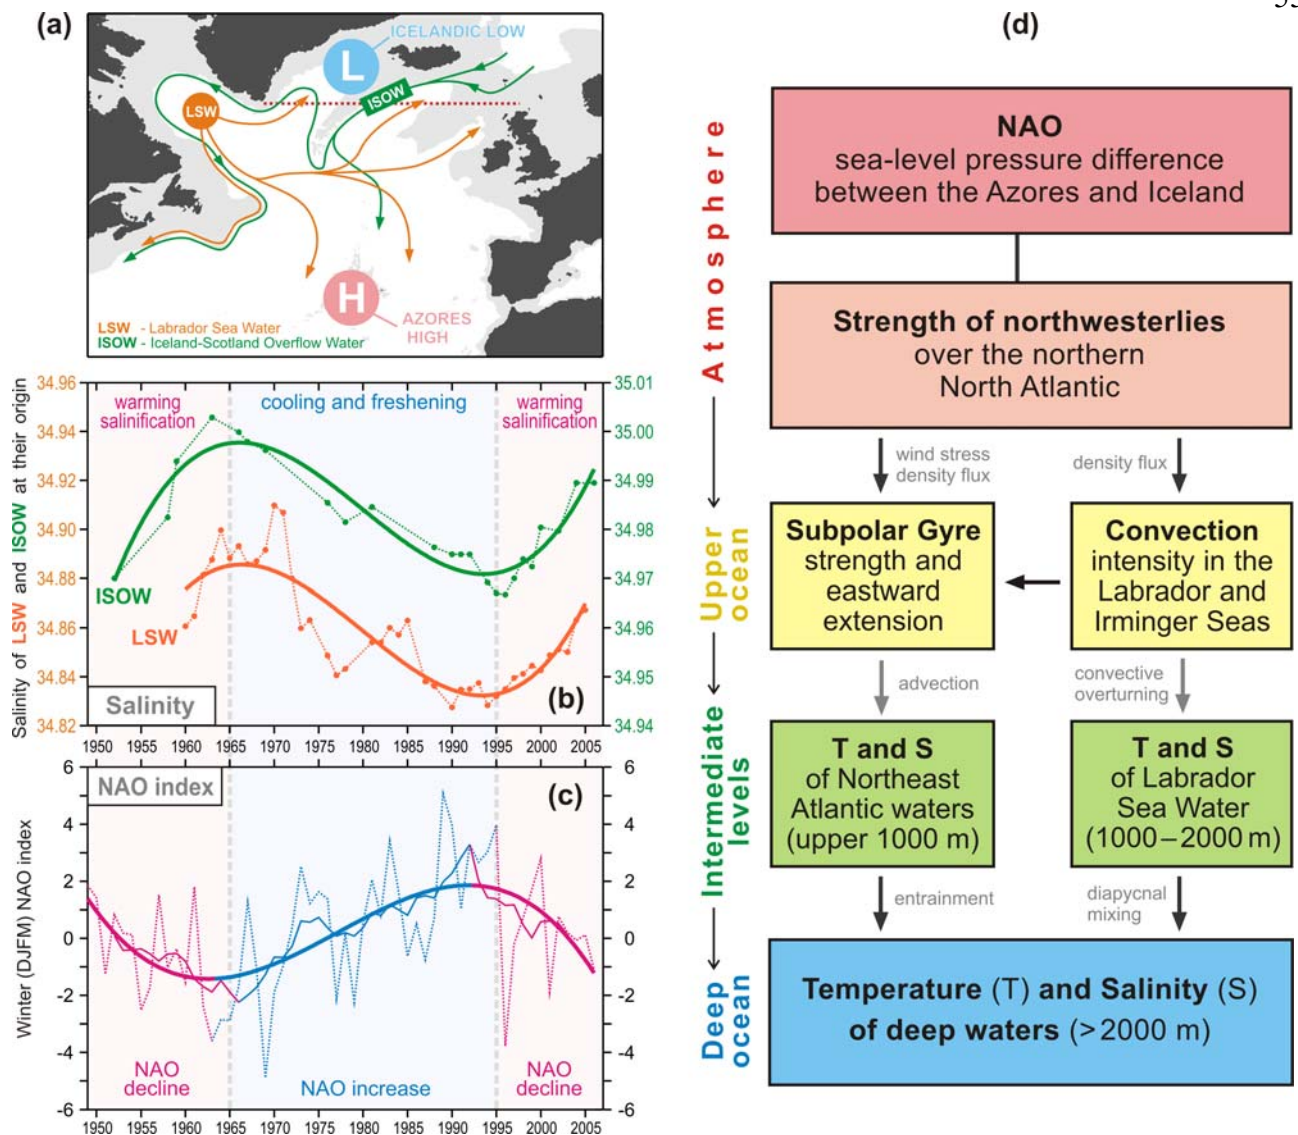 (a)
ICELANDIC LOW
L
ISOW
LSW
H
AZORES
HIGH
LSW - Labrador Sea Water
ISOW - Iceland-Scotland Overflow Water
Salinity of LSW and ISOW at their origin
34.96
34.94
34.92
34.90
34.88
34.86
34.84
34.82
warming
salinification
cooling and freshening
warming
salinification
35.01
35.00
34.99
34.98
34.97
34.96
34.95
34.94
ISOW
LSW
Salinity
(b)
1950 1955 1960 1965 1970 1975 1980 1985 1990 1995 2000 2005
Winter (DJFM) NAO index
6
4
2
0
-2
-4
-6
NAO index
(c)
6
4
2
0
-2
-4
-6
NAO
decline
NAO increase
NAO
decline
1950 1955 1960 1965 1970 1975 1980 1985 1990 1995 2000 2005
(d)
Atmosphere
Upper
ocean
Intermediate
levels
Deep
ocean
NAO
sea-level pressure difference
between the Azores and Iceland
Strength of northwesterlies
over the northern
North Atlantic
wind stress
density flux
density flux
Subpolar Gyre
strength and
eastward
extension
Convection
intensity in the
Labrador and
Irminger Seas
advection
convective
overturning
T and S
of Northeast
Atlantic waters
(upper 1000 m)
T and S
of Labrador
Sea Water
(1000–2000 m)
entrainment
diapycnal
mixing
Temperature (T) and Salinity (S)
of deep waters (>2000 m)